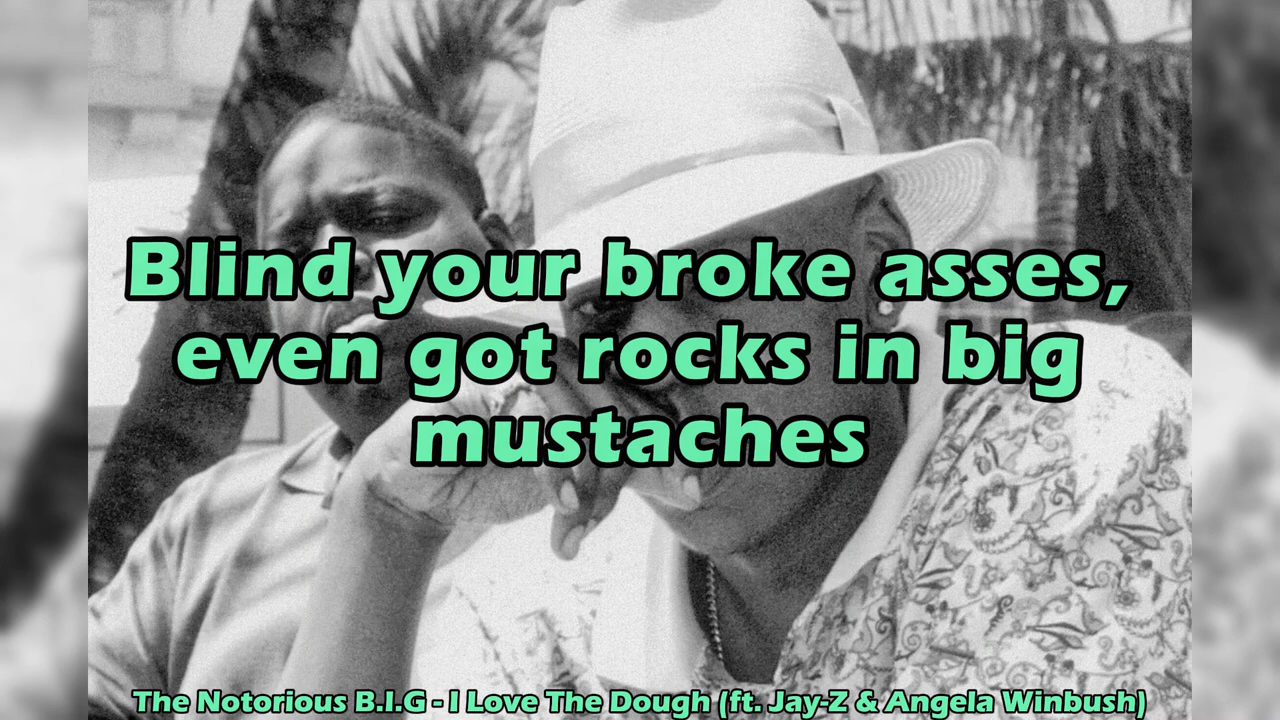 Blind your broke asses,
even got rocks in big
mustaches
The Notorious B.I.G - I Love The Dough (ft. Jay-Z & Angela Winbush)